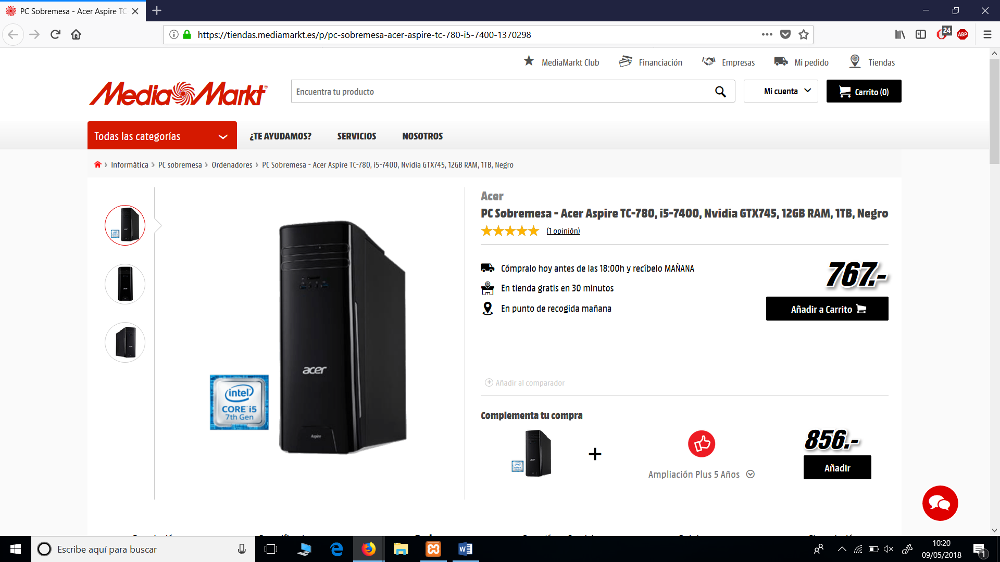 PC Sobremesa - Acer Aspire TC
https://tiendas.mediamarkt.es/p/pc-sobremesa-acer-aspire-tc-780-i5-7400-1370298
24
ABP
MediaMarkt Club
Financiación
Empresas
Mi pedido
Tiendas
MediaMarkt
Encuentra tu producto
Mi cuenta
Carrito (0)
Todas las categorías
¿TE AYUDAMOS?
SERVICIOS
NOSOTROS
Informática › PC sobremesa › Ordenadores › PC Sobremesa - Acer Aspire TC-780, i5-7400, Nvidia GTX745, 12GB RAM, 1TB, Negro
Acer
PC Sobremesa - Acer Aspire TC-780, i5-7400, Nvidia GTX745, 12GB RAM, 1TB, Negro
(1 opinión)
Cómpralo hoy antes de las 18:00h y recíbelo MAÑANA
En tienda gratis en 30 minutos
En punto de recogida mañana
767.-
Añadir a Carrito
acer
Aspire
intel
CORE i5
7th Gen
Añadir al comparador
Complementa tu compra
+
Ampliación Plus 5 Años
856.-
Añadir
Escribe aquí para buscar
10:20
09/05/2018
1